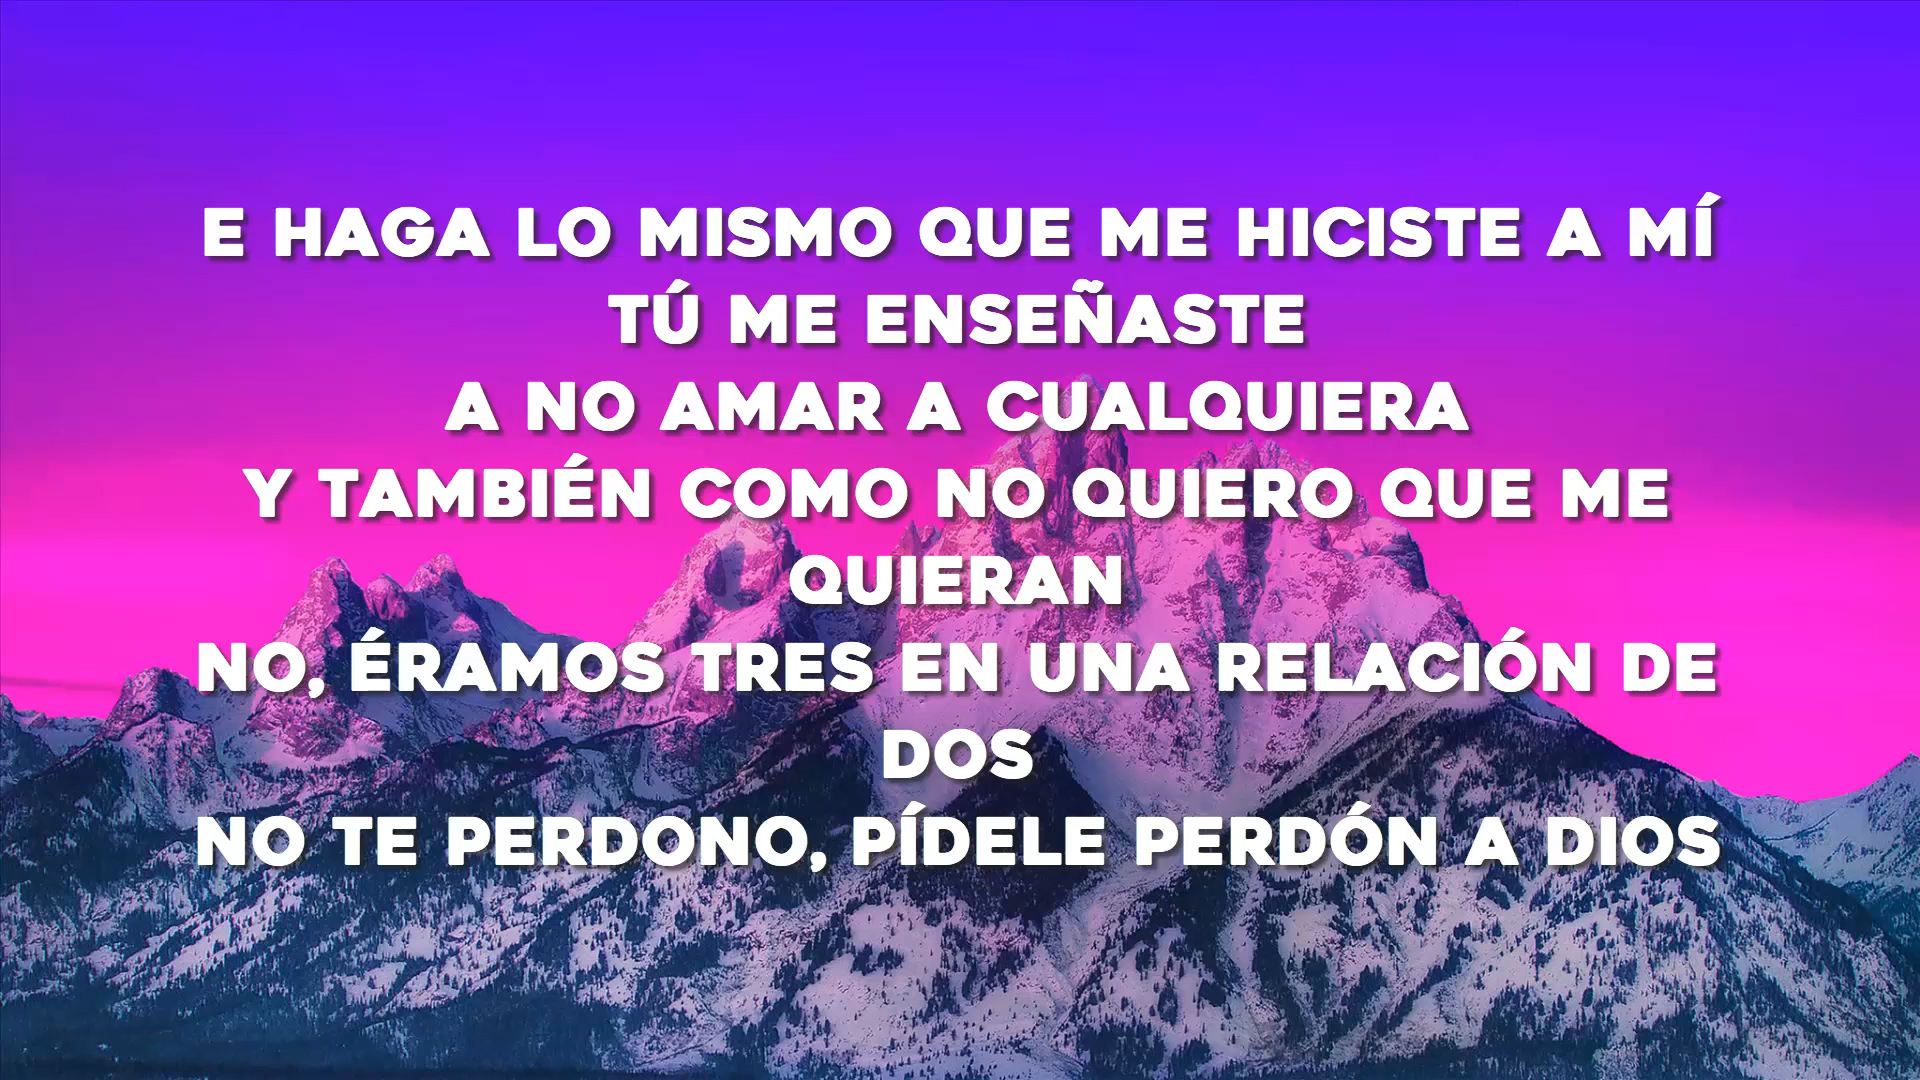 E HAGA LO MISMO QUE ME HICISTE A MÍ
TÚ ME ENSEÑASTE
A NO AMAR A CUALQUIERA
Y TAMBIÉN COMO NO QUIERO QUE ME
QUIERAN
NO, ÉRAMOS TRES EN UNA RELACIÓN DE
DOS
NO TE PERDONO, PÍDELE PERDÓN A DIOS